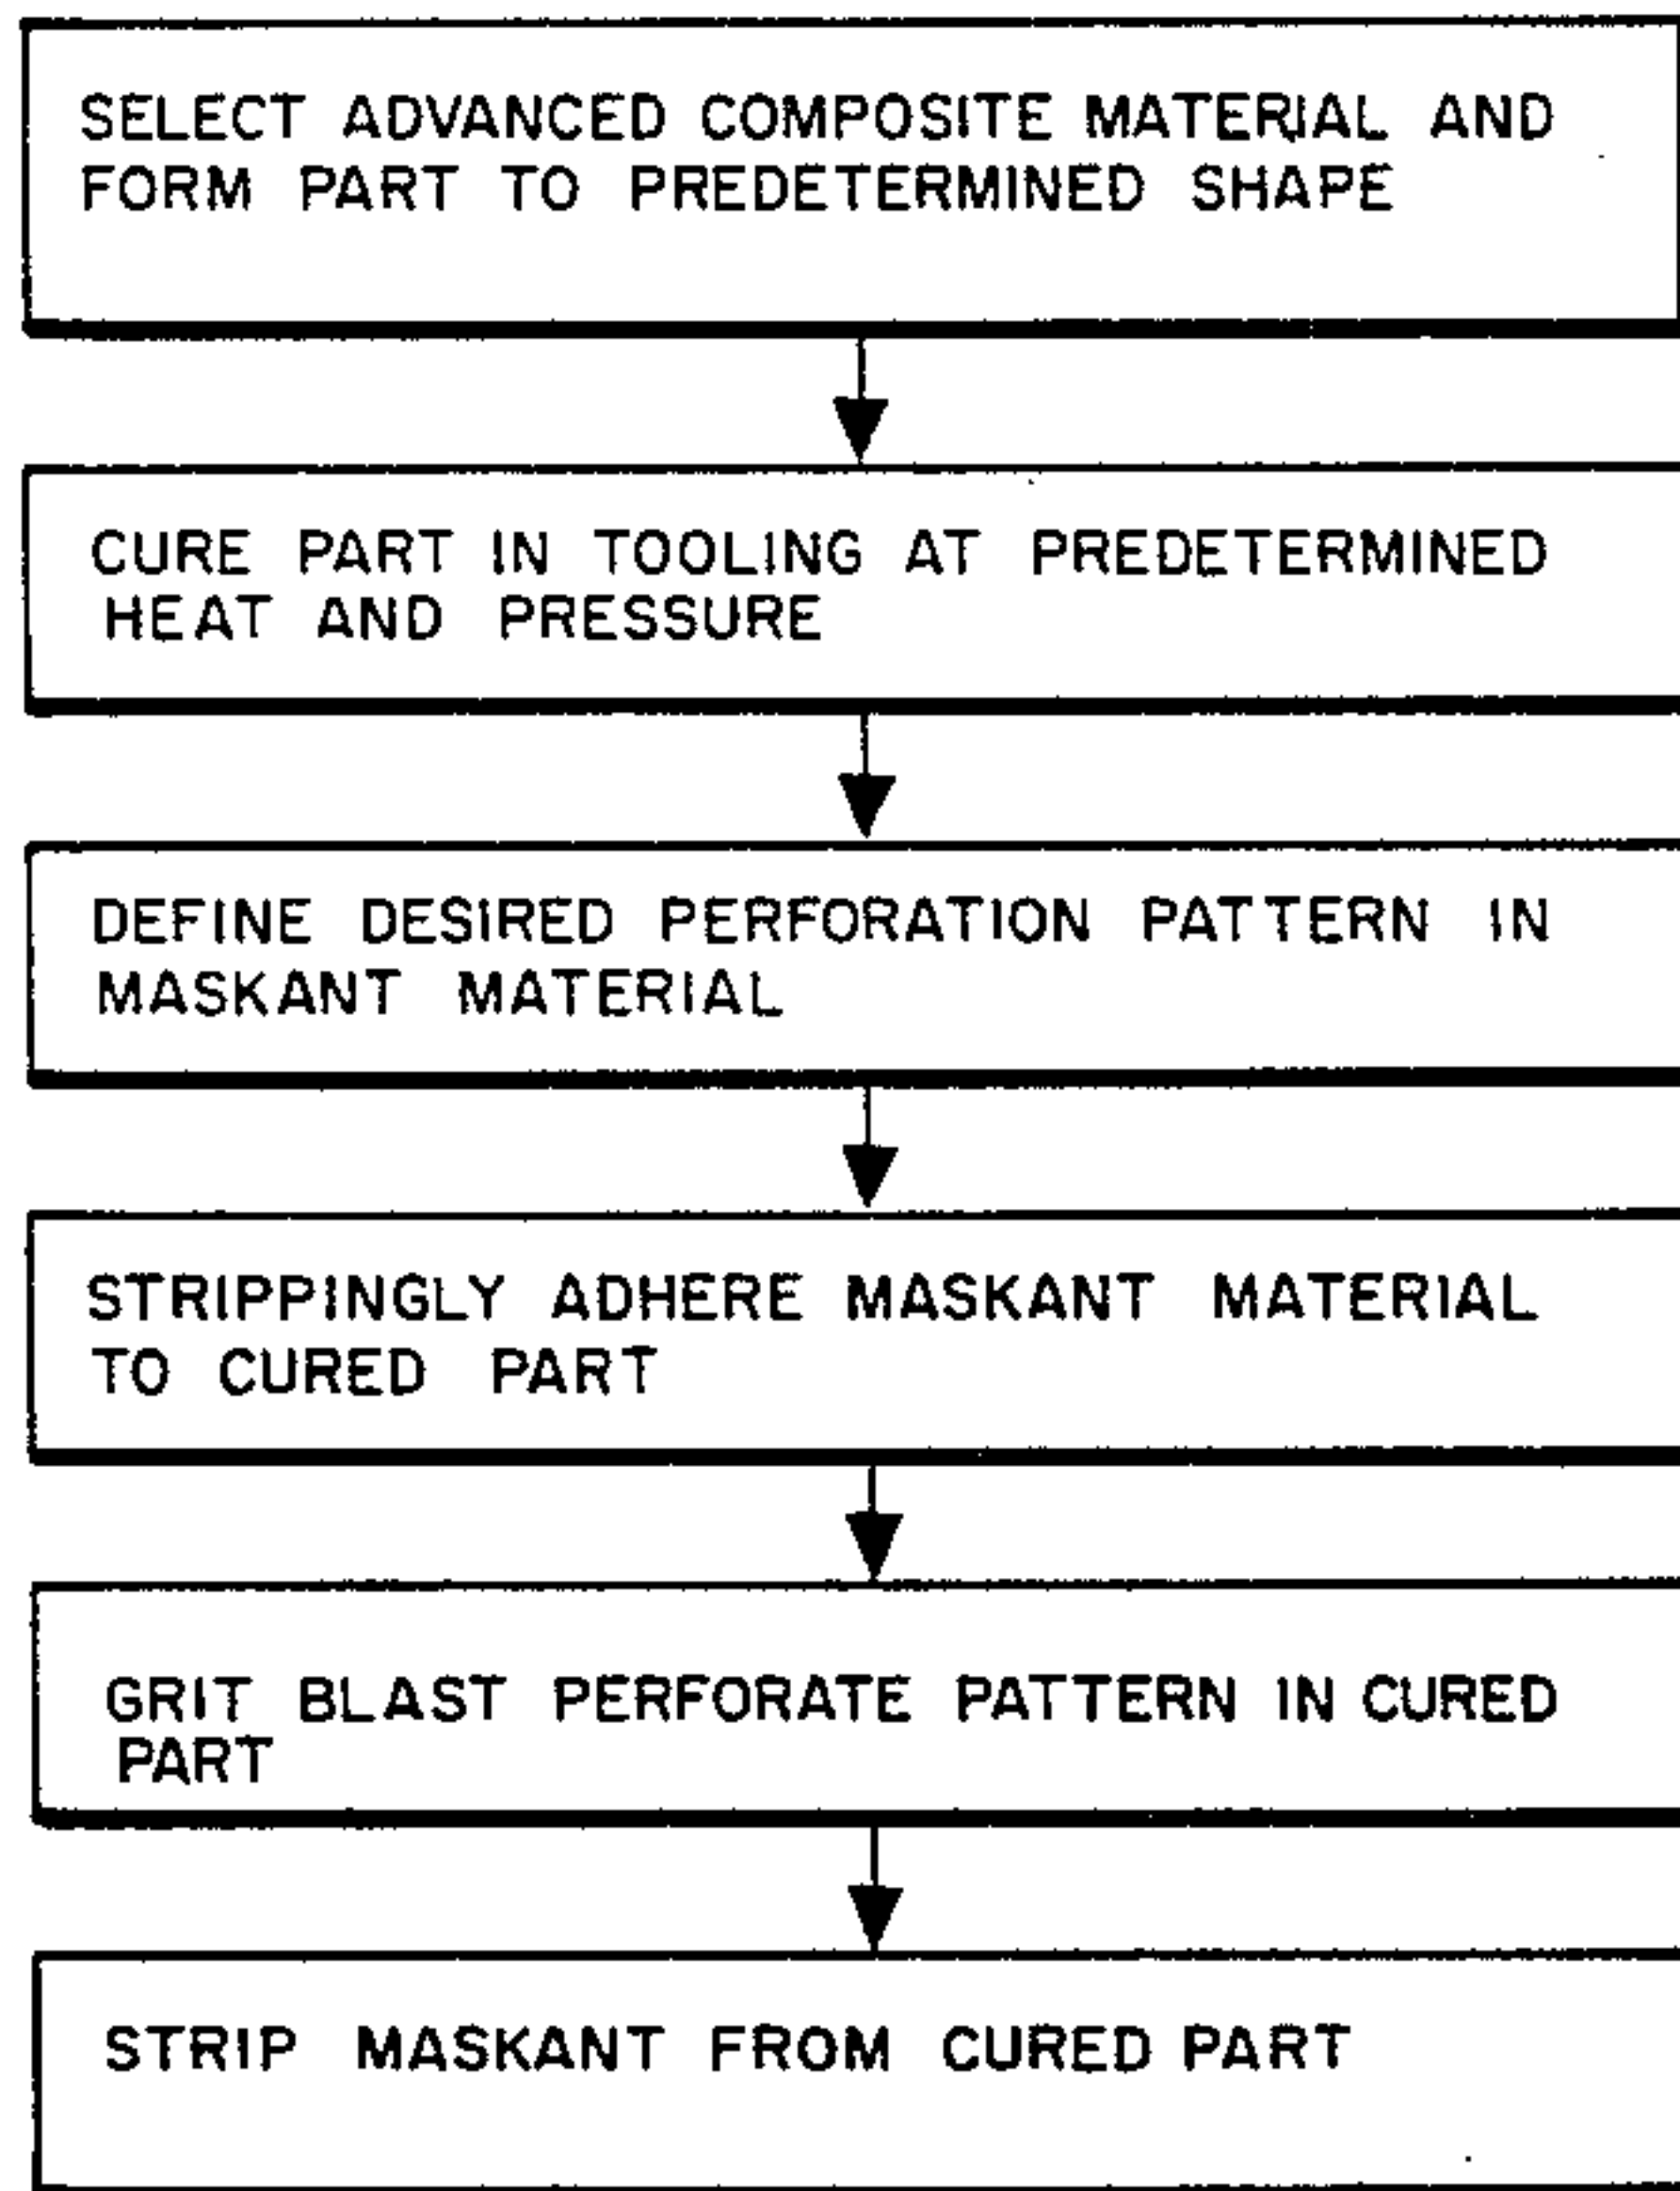 SELECT ADVANCED COMPOSITE MATERIAL AND
FORM PART TO PREDETERMINED SHAPE
CURE PART IN TOOLING AT PREDETERMINED
HEAT AND PRESSURE
DEFINE DESIRED PERFORATION PATTERN IN
MASKANT MATERIAL
STRIPPINGLY ADHERE MASKANT MATERIAL
TO CURED PART
GRIT BLAST PERFORATE PATTERN IN CURED
PART
STRIP MASKANT FROM CURED PART